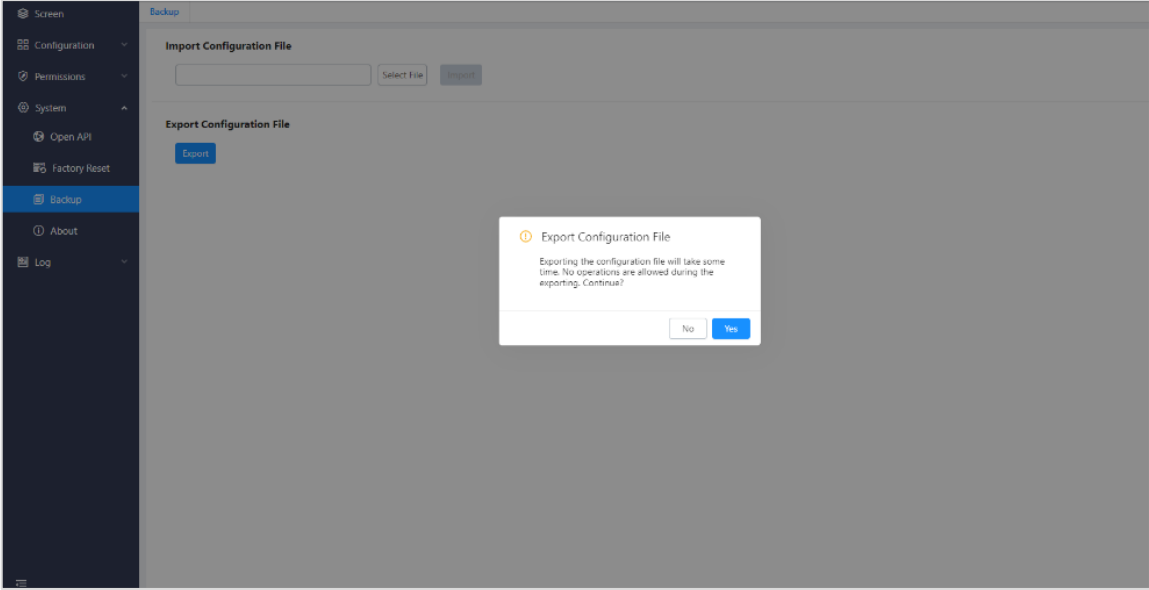 Screen
Configuration
Permissions
System
Open API
Factory Reset
Backup
About
Log
Backup
Import Configuration File
Select File
Import
Export Configuration File
Export
Export Configuration File
Exporting the configuration file will take some
time. No operations are allowed during the
exporting. Continue?
No
Yes